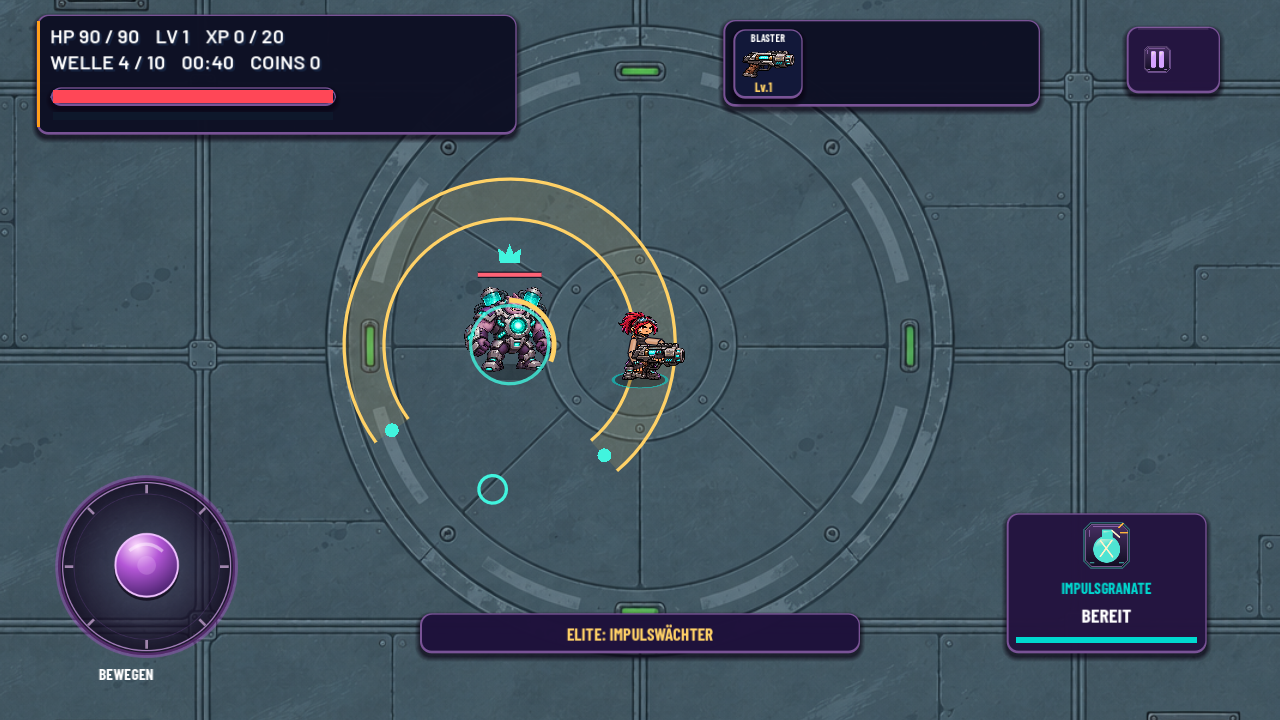 HP 90 / 90 LV 1 XP 0 / 20
WELLE 4 / 10 00:40 COINS 0
BLASTER
Lv.1
ELITE: IMPULSWÄCHTER
IMPULSGRANATE
BEREIT
BEWEGEN